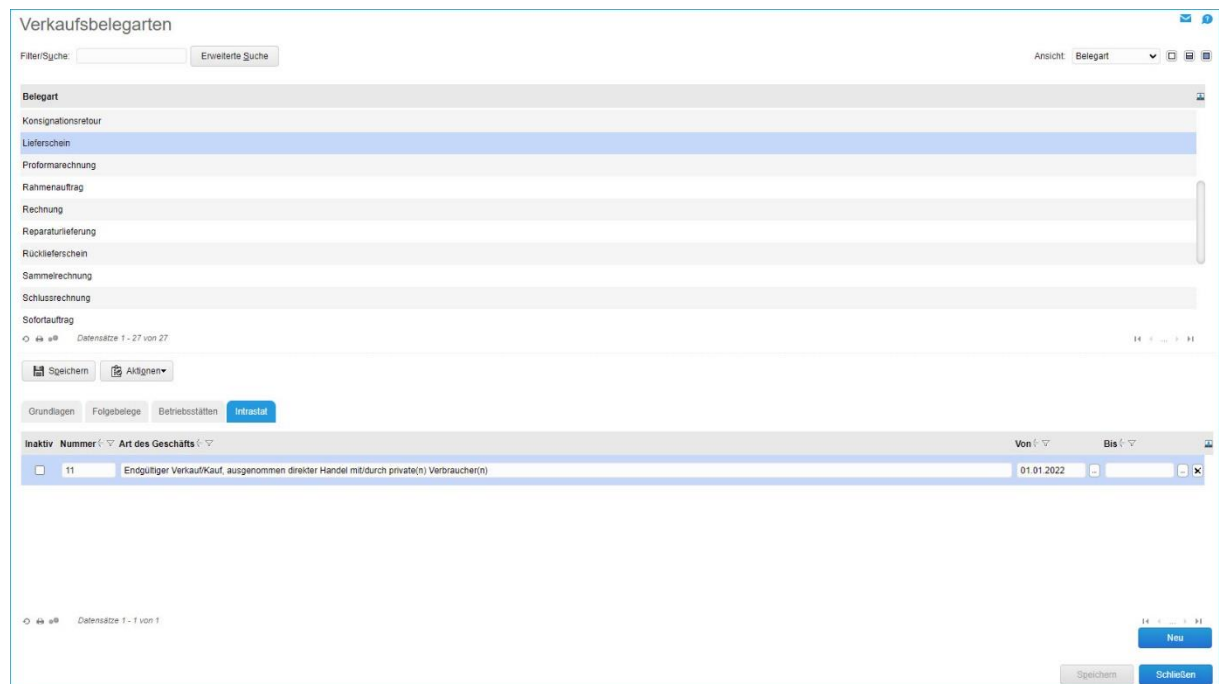 Verkaufsbelegarten
Filter/Suche: Erweiterte Suche Ansicht: Belegart
Belegart
Konsignationsretour
Lieferschein
Proformarechnung
Rahmenauftrag
Rechnung
Reparaturlieferung
Rücklieferschein
Sammelrechnung
Schlussrechnung
Sofortauftrag
Datensätze 1 - 27 von 27
Speichern Aktionen
Grundlagen Folgebelege Betriebsstätten Intrastat
Inaktiv Nummer Art des Geschäfts Von Bis
11 Endgültiger Verkauf/Kauf, ausgenommen direkter Handel mit/durch private(n) Verbraucher(n) 01.01.2022 ... ...
Datensätze 1 - 1 von 1
Neu
Speichern Schließen